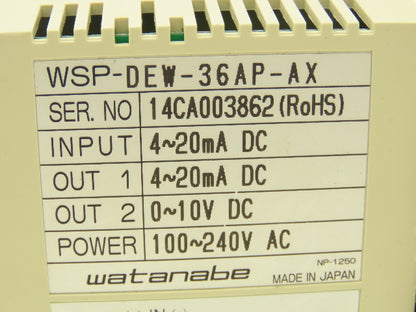 WSP-DEW-36AP-AX
SER. NO 14CA003862(RoHS)
INPUT 4~20mA DC
OUT 1 4~20mA DC
OUT 2 0~10V DC
POWER 100~240V AC
NP-1250
watanabe MADE IN JAPAN